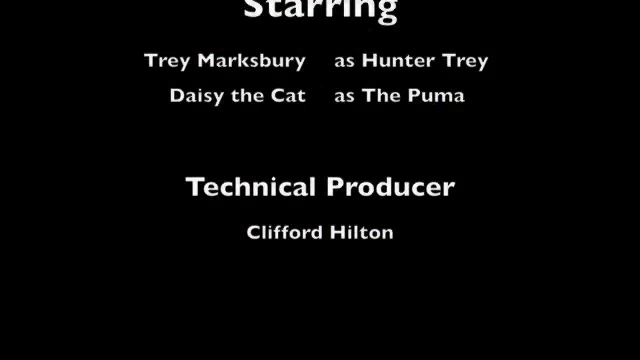 Starring
Trey Marksbury as Hunter Trey
Daisy the Cat as The Puma
Technical Producer
Clifford Hilton